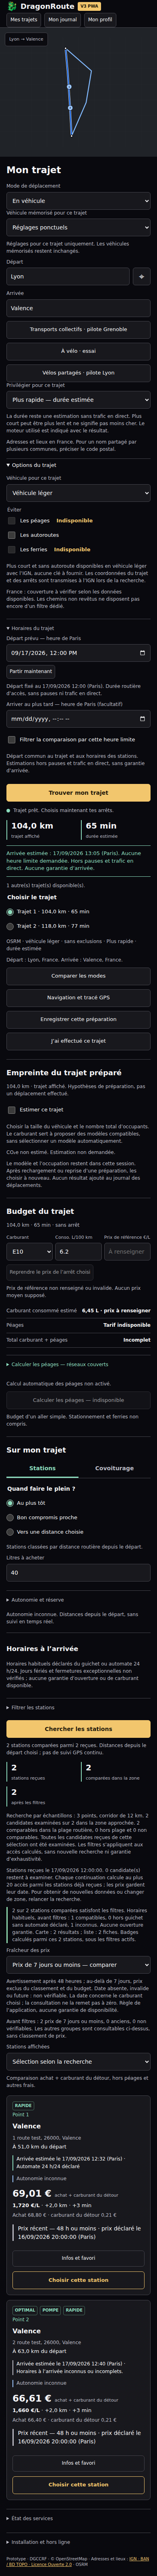 DragonRoute V3 PWA
Mes trajets
Mon journal
Mon profil
Lyon → Valence
Mon trajet
Mode de déplacement
En véhicule
Véhicule mémorisé pour ce trajet
Réglages ponctuels
Réglages pour ce trajet uniquement. Les véhicules
mémorisés restent inchangés.
Départ
Lyon
Arrivée
Valence
Transports collectifs · pilote Grenoble
À vélo · essai
Vélos partagés · pilote Lyon
Privilégier pour ce trajet
Plus rapide — durée estimée
La durée reste une estimation sans trafic en direct. Plus
court peut être plus lent et ne signifie pas moins cher. Le
moteur utilisé est indiqué avec le résultat.
Adresses et lieux en France. Pour un nom partagé par
plusieurs communes, préciser le code postal.
Options du trajet
Véhicule pour ce trajet
Véhicule léger
Éviter
Les péages Indisponible
Les autoroutes
Les ferries Indisponible
Plus court et sans autoroute disponibles en véhicule léger
avec l'IGN, aucune clé à fournir. Les coordonnées du trajet
et des arrêts sont transmises à l'IGN lors de la recherche.
France : couverture à vérifier selon les données
disponibles. Les chemins non revêtus ne disposent pas
encore d'un filtre dédié.
Horaires du trajet
Départ prévu — heure de Paris
09/17/2026, 12:00 PM
Partir maintenant
Départ fixé au 17/09/2026 12:00 (Paris). Durée routière
d'accès, sans pauses ni trafic en direct.
Arriver au plus tard — heure de Paris (facultatif)
mm/dd/yyyy, --:-- --
Filtrer la comparaison par cette heure limite
Départ commun au trajet et aux horaires des stations.
Estimations hors pauses et trafic en direct, sans garantie
d'arrivée.
Trouver mon trajet
Trajet prêt. Choisis maintenant tes arrêts.
104,0 km
trajet affiché
65 min
durée estimée
Arrivée estimée : 17/09/2026 13:05 (Paris). Aucune
heure limite demandée. Hors pauses et trafic en
direct. Aucune garantie d'arrivée.
1 autre(s) trajet(s) disponible(s).
Choisir le trajet
Trajet 1 · 104,0 km · 65 min
Trajet 2 · 118,0 km · 77 min
OSRM · véhicule léger · sans exclusions · Plus rapide ·
durée estimée
Départ : Lyon, France. Arrivée : Valence, France.
Comparer les modes
Navigation et tracé GPS
Enregistrer cette préparation
J'ai effectué ce trajet
Empreinte du trajet préparé
104,0 km · trajet affiché. Hypothèses de préparation, pas
un déplacement effectué.
Estimer ce trajet
Choisir la taille du véhicule et le nombre total d'occupants.
Le carburant sert à proposer des modèles compatibles,
sans sélectionner un modèle automatiquement.
CO₂e non estimé. Estimation non demandée.
Le modèle et l'occupation restent dans cette session.
Après rechargement ou reprise d'une préparation, les
choisir à nouveau. Aucun résultat ajouté au journal des
déplacements.
Budget du trajet
104,0 km · 65 min · sans arrêt
Carburant
Conso. L/100 km
Prix de référence €/L
E10
6.2
À renseigner
Reprendre le prix de l'arrêt choisi
Prix de référence non renseigné ou invalide. Aucun prix
moyen supposé.
Carburant consommé estimé 6,45 L · prix à renseigner
Péages Tarif indisponible
Total carburant + péages Incomplet
Calculer les péages — réseaux couverts
Calcul automatique des péages non activé.
Calculer les péages — indisponible
Budget d'un aller simple. Stationnement et ferries non
compris.
Sur mon trajet
Stations
Covoiturage
Quand faire le plein ?
Au plus tôt
Bon compromis proche
Vers une distance choisie
Stations classées par distance routière depuis le départ.
Litres à acheter
40
Autonomie et réserve
Autonomie inconnue. Distances depuis le départ, sans
suivi en temps réel.
Horaires à l'arrivée
Horaires habituels déclarés du guichet ou automate 24
h/24. Jours fériés et fermetures exceptionnelles non
vérifiés : aucune garantie d'ouverture ou de carburant
disponible.
Filtrer les stations
Chercher les stations
2 stations comparées parmi 2 reçues. Distances depuis le
départ choisi ; pas de suivi GPS continu.
2
stations reçues
2
comparées dans la zone
2
après les filtres
Recherche par échantillons : 3 points, corridor de 12 km. 2
candidates examinées sur 2 dans la zone approchée, 2
comparables dans la plage routière, 0 hors plage et 0 non
comparables. Toutes les candidates reçues de cette
sélection ont été examinées. Les filtres s'appliquent aux
accès calculés, sans nouvelle recherche ni garantie
d'exhaustivité.
Stations reçues le 17/09/2026 12:00:00. 0 candidate(s)
restent à examiner. Chaque continuation calcule au plus
20 accès parmi les stations déjà reçues ; les prix gardent
leur date. Pour obtenir de nouvelles données ou changer
de zone, relancer la recherche.
2 sur 2 stations comparées satisfont les filtres. Horaires
habituels, avant filtres : 1 compatibles, 0 hors guichet
sans automate déclaré, 1 inconnus. Aucune ouverture
garantie. Carte : 2 résultats ; liste : 2 fiches. Badges
calculés parmi ces 2 stations, sous les filtres actifs.
Fraîcheur des prix
Prix de 7 jours ou moins — comparer
Avertissement après 48 heures ; au-delà de 7 jours, prix
exclu du classement et du budget. Date absente, invalide
ou future : non vérifiable. La date concerne le carburant
choisi ; la consultation ne la remet pas à zéro. Règle de
l'application, aucune garantie de disponibilité.
Avant filtres : 2 prix de 7 jours ou moins, 0 anciens, 0 non
vérifiables. Les autres groupes sont consultables ci-dessus,
sans classement de prix.
Stations affichées
Sélection selon la recherche
Comparaison achat + carburant du détour, hors péages et
autres frais.
RAPIDE
Point 1
Valence
1 route test, 26000, Valence
À 51,0 km du départ
Arrivée estimée le 17/09/2026 12:32 (Paris) ·
Automate 24 h/24 déclaré
Autonomie inconnue
69,01 € achat + carburant du détour
1,720 €/L · +2,0 km · +3 min
Achat 68,80 € · carburant du détour 0,21 €
Prix récent — 48 h ou moins · prix déclaré le
16/09/2026 20:00:00 (Paris)
Infos et favori
Choisir cette station
OPTIMAL POMPE RAPIDE
Point 2
Valence
2 route test, 26000, Valence
À 63,0 km du départ
Arrivée estimée le 17/09/2026 12:40 (Paris) ·
Horaires à l'arrivée inconnus ou incomplets.
Autonomie inconnue
66,61 € achat + carburant du détour
1,660 €/L · +2,0 km · +3 min
Achat 66,40 € · carburant du détour 0,21 €
Prix récent — 48 h ou moins · prix déclaré le
16/09/2026 20:00:00 (Paris)
Infos et favori
Choisir cette station
Etat des services
Installation et hors ligne
Prototype · DGCCRF · © OpenStreetMap · Adresses et lieux : IGN · BAN
/ BD TOPO · Licence Ouverte 2.0 · OSRM